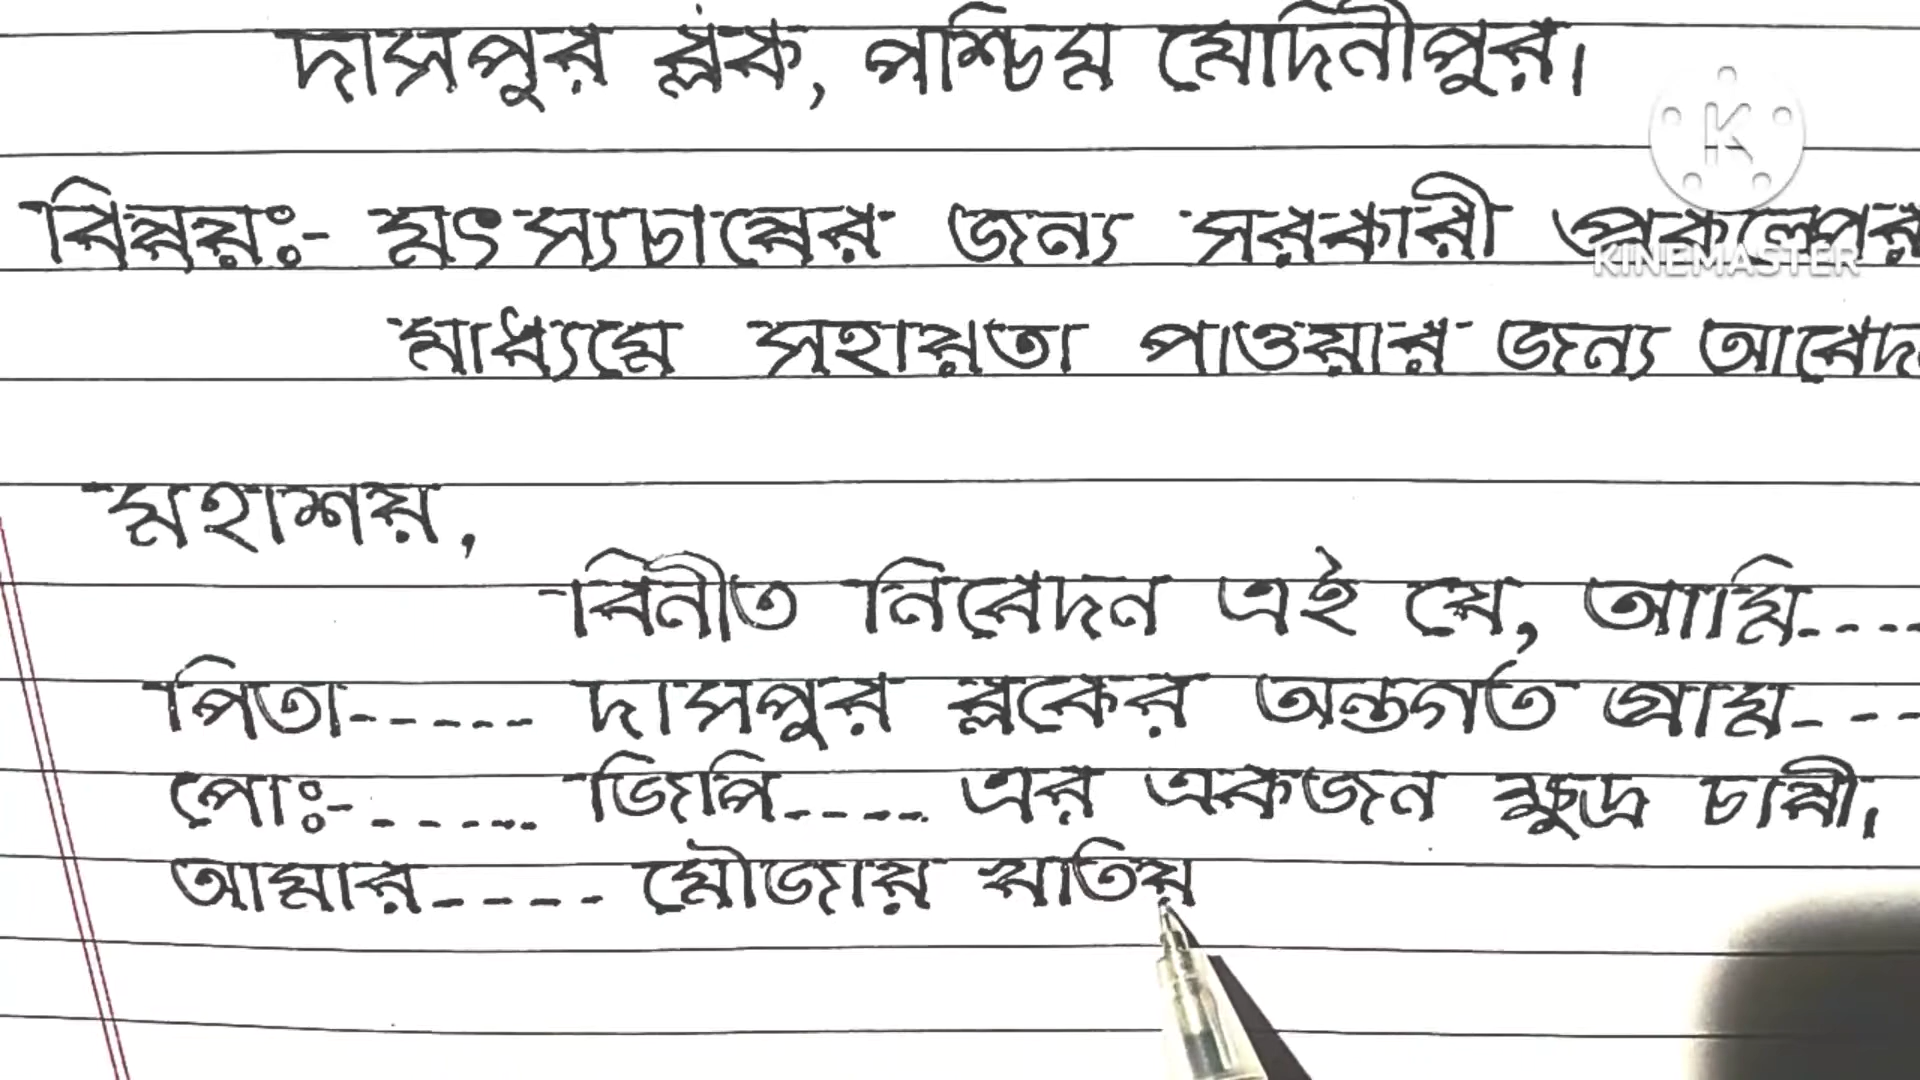 দাসপুর ব্লক, পশ্চিম মেদিনীপুর।
বিষয়ঃ- মৎস্যচাষের জন্য সরকারী প্রকল্পের
KINEMASTER
মাধ্যমে সহায়তা পাওয়ার জন্য আবেদ
মহাশয়,
বিনীত নিবেদন এই যে, আমি....
পিতা------ দাসপুর ব্লকের অন্তর্গত গ্রাম----
পোঃ-...... জিপি..... এর একজন ক্ষুদ্র চাষী।
আমার----- মৌজায়